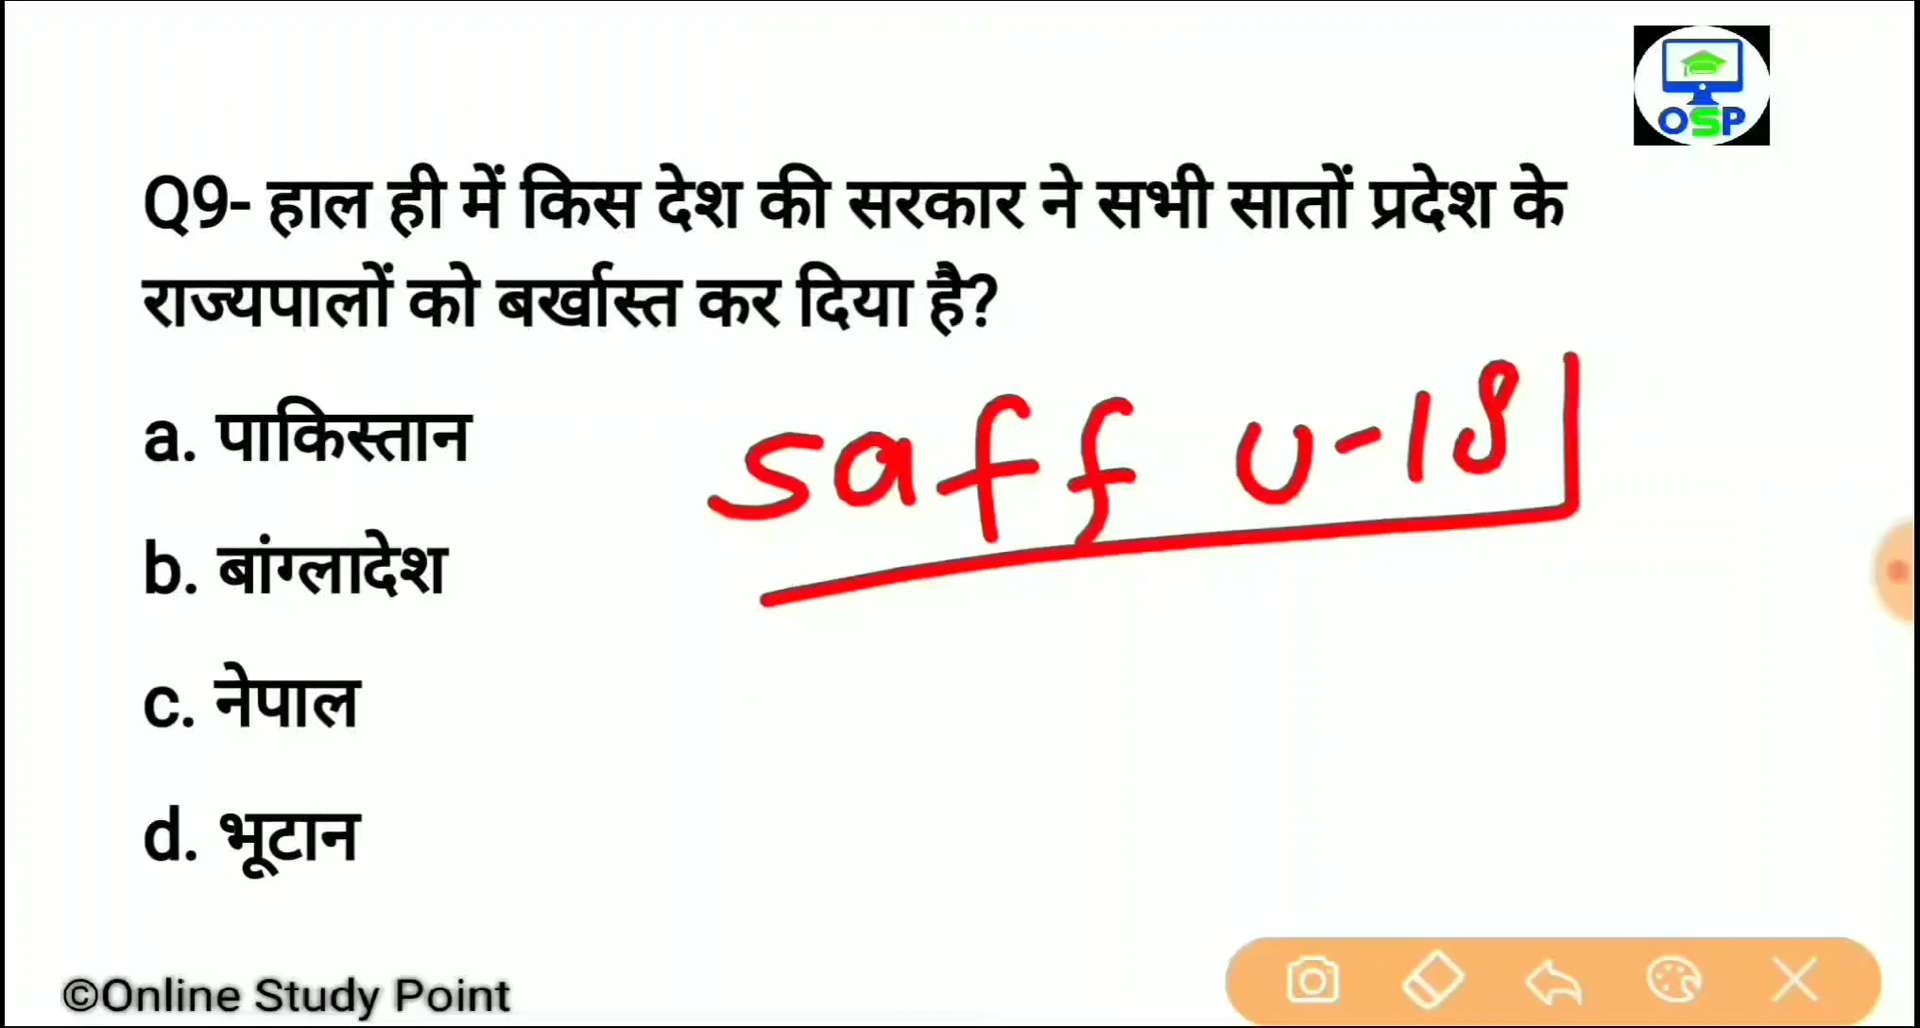 OSP
Q9- हाल ही में किस देश की सरकार ने सभी सातों प्रदेश के
राज्यपालों को बर्खास्त कर दिया है?
a. पाकिस्तान
saff U-18
b. बांग्लादेश
c. नेपाल
d. भूटान
©Online Study Point